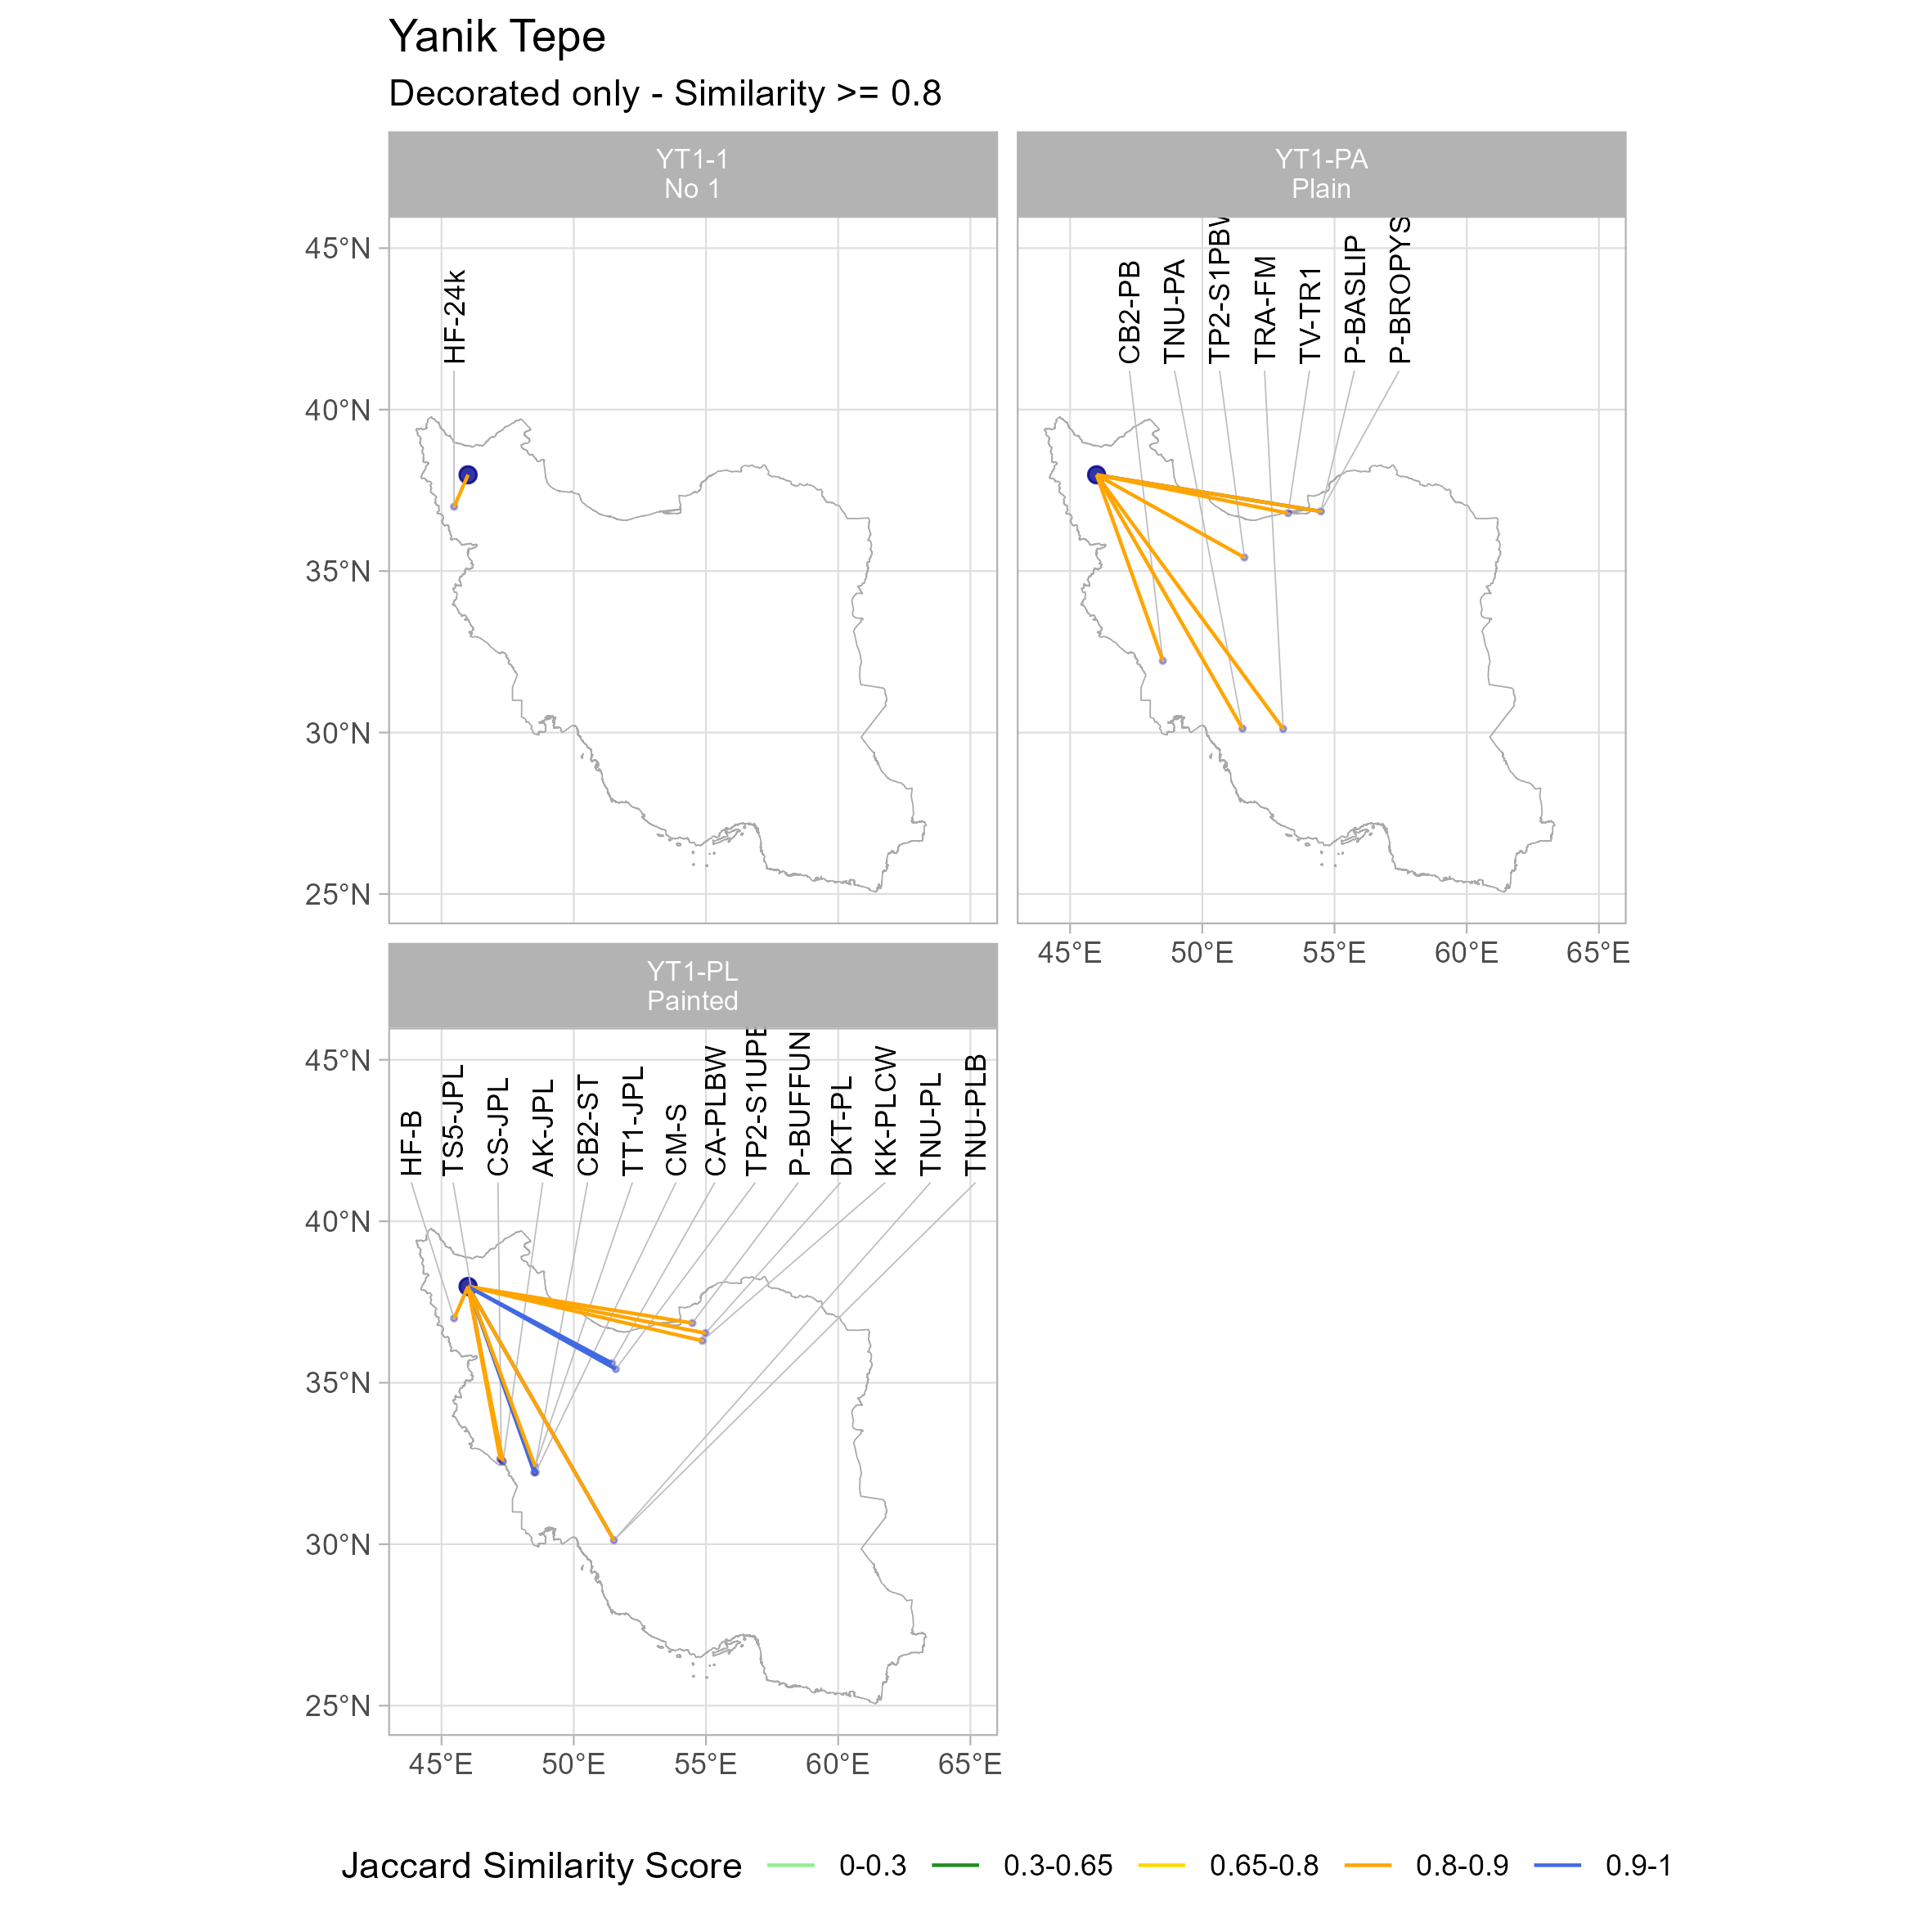 Yanik Tepe
Decorated only - Similarity >= 0.8
YT1-1
No 1
YT1-PA
Plain
45°N
40°N
35°N
30°N
25°N
HF-24k
CB2-PB
TNU-PA
TP2-S1PBW
TRA-FM
TV-TR1
P-BASLIP
P-BROPYS
45°E 50°E 55°E 60°E 65°E
YT1-PL
Painted
45°N
40°N
35°N
30°N
25°N
HF-B
TS5-JPL
CS-JPL
AK-JPL
CB2-ST
TT1-JPL
CM-S
CA-PLBW
P-BUFFUN
DKT-PL
KK-PLCW
TNU-PL
TNU-PLB
45°E 50°E 55°E 60°E 65°E
Jaccard Similarity Score 0-0.3 0.3-0.65 0.65-0.8 0.8-0.9 0.9-1